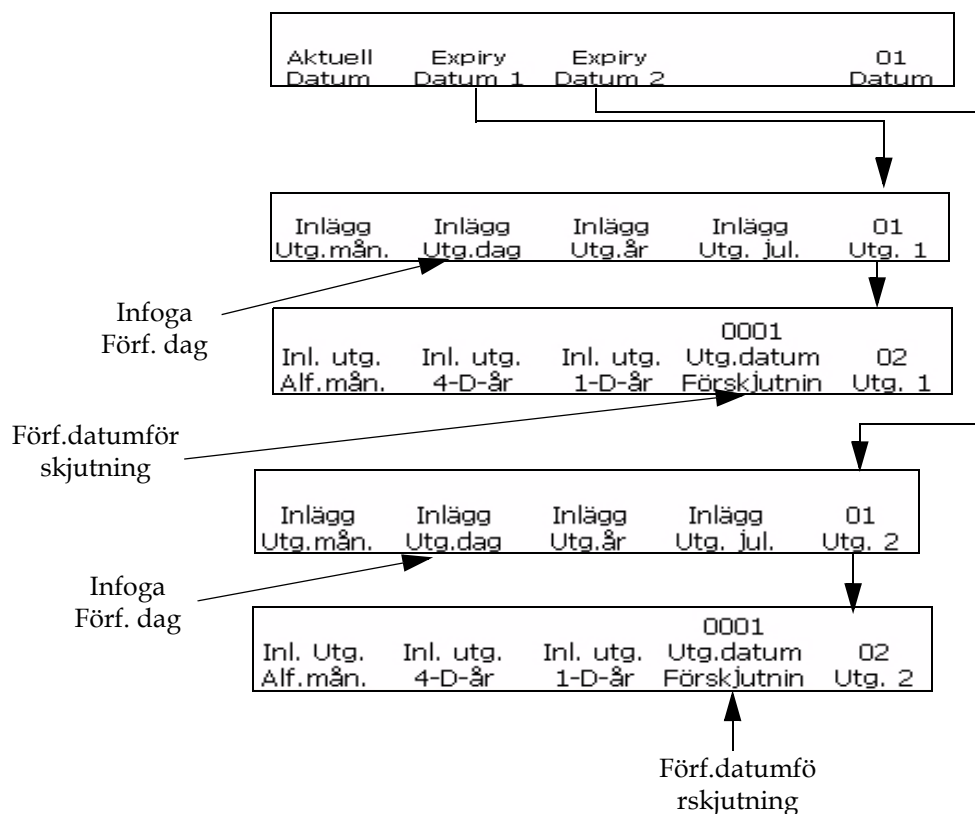 Aktuell Expiry Expiry 01
Datum Datum 1 Datum 2 Datum
Inlägg Inlägg Inlägg Inlägg 01
Utg.mån. Utg.dag Utg.år Utg. jul. Utg. 1
Infoga
Förf. dag
0001
Inl. utg. Inl. utg. Inl. utg. Utg.datum 02
Alf.mån. 4-D-år 1-D-år Förskjutnin Utg. 1
Förf.datumför
skjutning
Inlägg Inlägg Inlägg Inlägg 01
Utg.mån. Utg.dag Utg.år Utg. jul. Utg. 2
Infoga
Förf. dag
0001
Inl. Utg. Inl. utg. Inl. utg. Utg.datum 02
Alf.mån. 4-D-år 1-D-år Förskjutnin Utg. 2
Förf.datumfö
rskjutning